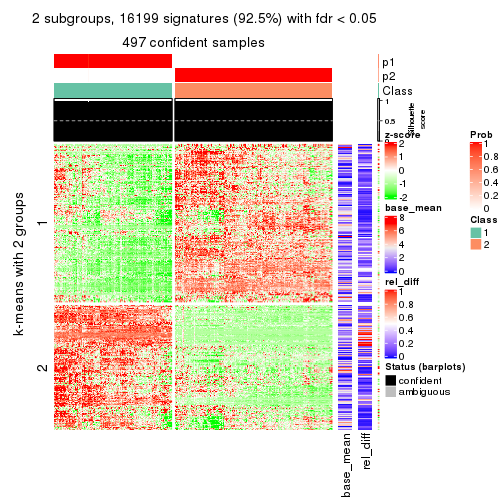 2 subgroups, 16199 signatures (92.5%) with fdr < 0.05
497 confident samples
p1
p2
Class
1
0.5
0
Silhouette
score
k-means with 2 groups
1
2
z-score
2
1
0
-1
-2
base_mean
8
6
4
2
0
rel_diff
1
0.8
0.6
0.4
0.2
0
Prob
1
0.8
0.6
0.4
0.2
0
Class
1
2
Status (barplots)
confident
ambiguous
base_mean
rel_diff